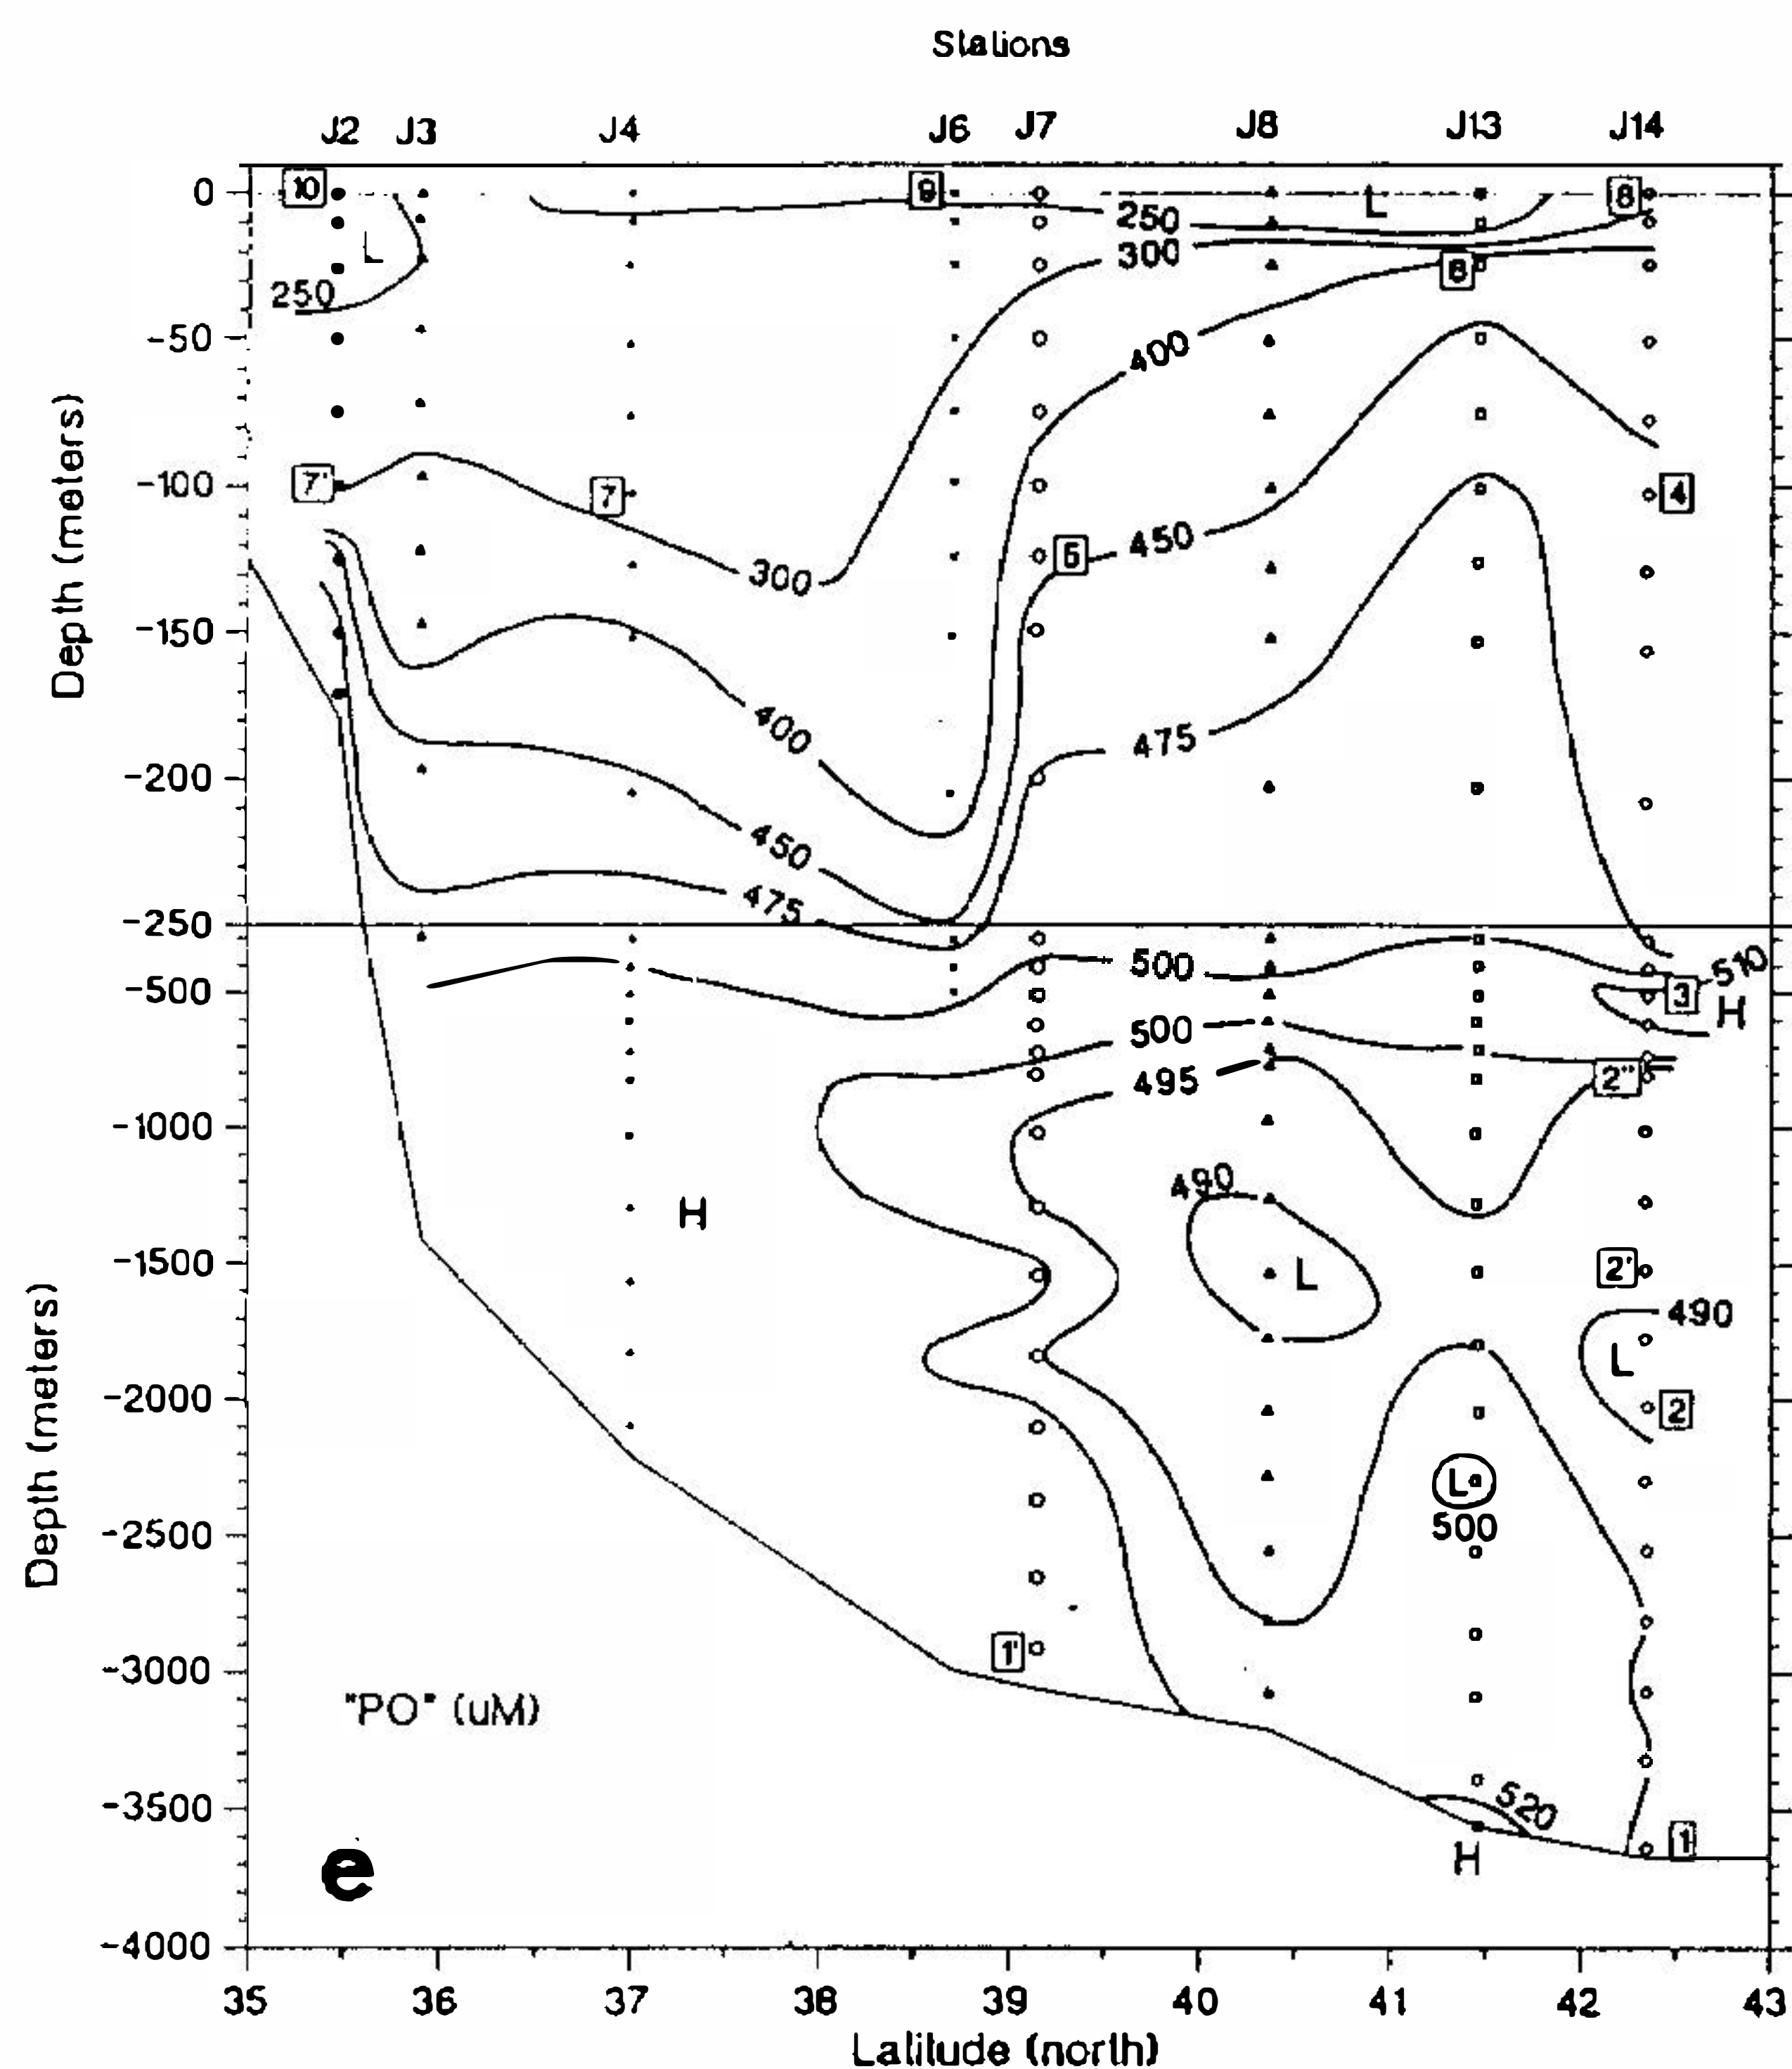 Stations
J2 J3 J4 J6 J7 J8 J13 J14
0 10 9 L 8
250
L 300
250 8
-50
400
-100 7' 7 4
450
5
300
-150
400 475
-200
450
475
-250
500 510
-500 3
H
500
495 2"
-1000
490
H
-1500 L 2'
490
L
-2000 2
L
-2500 500
1'
-3000
"PO" (uM)
-3500 520
1
H
e
-4000
35 36 37 38 39 40 41 42 43
Latitude (north)
Depth (meters)
Depth (meters)